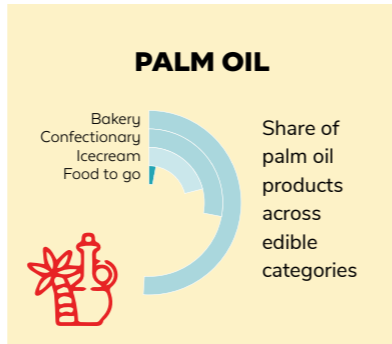 PALM OIL
Bakery
Confectionary
Icecream
Food to go
Share of
palm oil
products
across
edible
categories